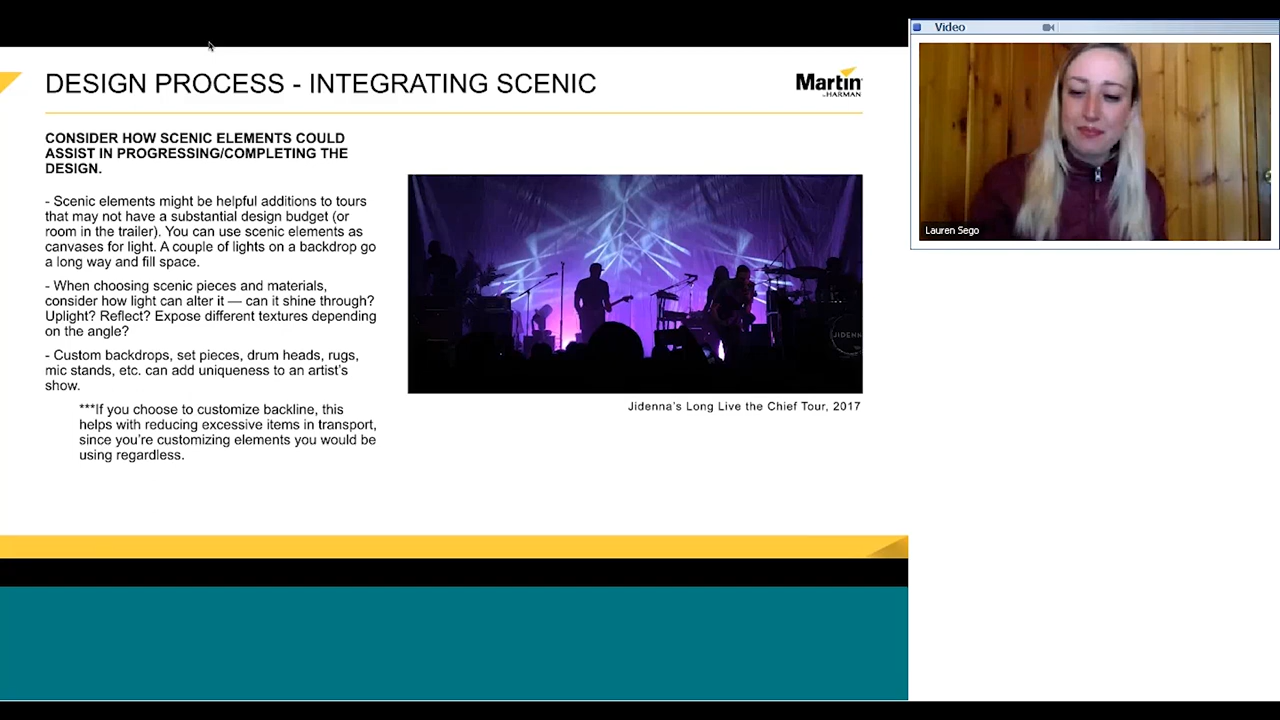 Video
DESIGN PROCESS - INTEGRATING SCENIC
Martin
by HARMAN
CONSIDER HOW SCENIC ELEMENTS COULD
ASSIST IN PROGRESSING/COMPLETING THE
DESIGN.
- Scenic elements might be helpful additions to tours
that may not have a substantial design budget (or
room in the trailer). You can use scenic elements as
canvases for light. A couple of lights on a backdrop go
a long way and fill space.
- When choosing scenic pieces and materials,
consider how light can alter it — can it shine through?
Uplight? Reflect? Expose different textures depending
on the angle?
- Custom backdrops, set pieces, drum heads, rugs,
mic stands, etc. can add uniqueness to an artist's
show.
***If you choose to customize backline, this
helps with reducing excessive items in transport,
since you're customizing elements you would be
using regardless.
JIDENNA
Jidenna's Long Live the Chief Tour, 2017
Lauren Sego